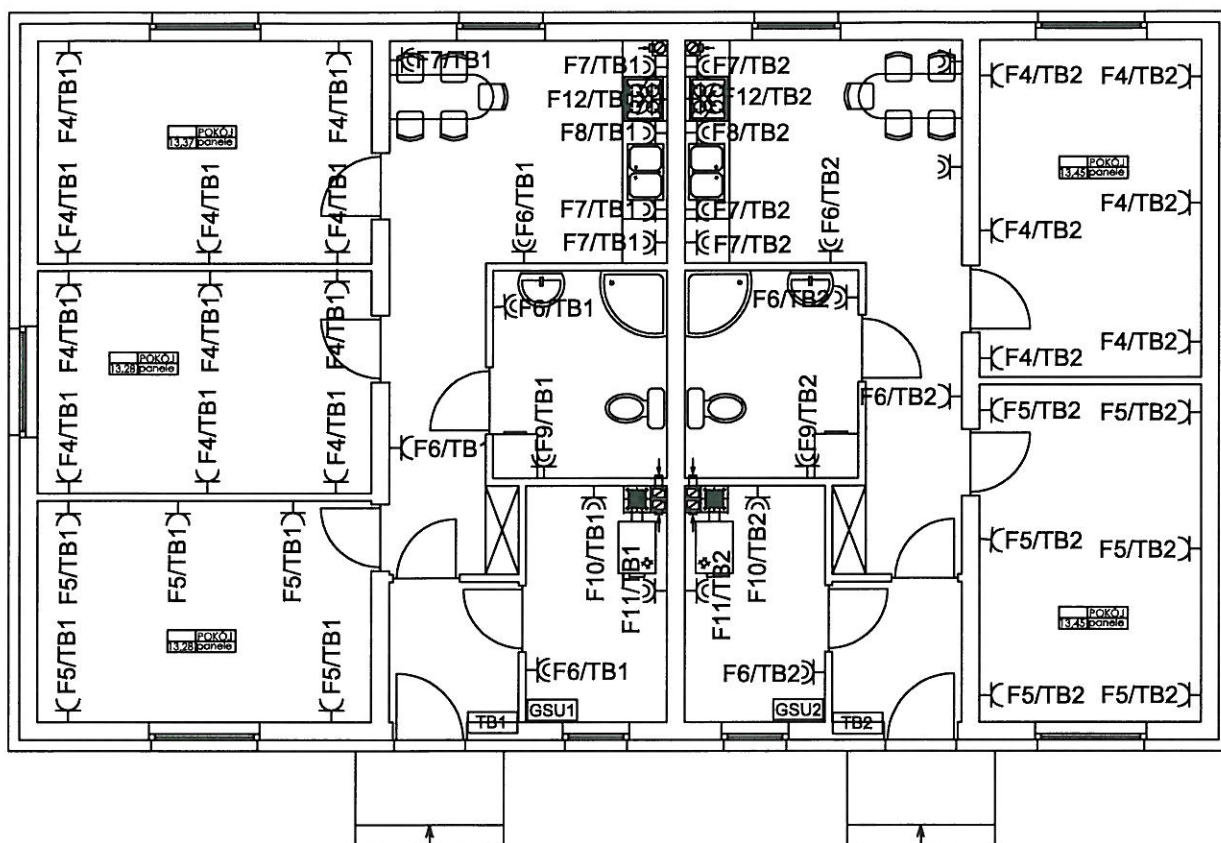 F4/TB1
F4/TB1
F7/TB1
F7/TB1
F7/TB2
F4/TB2
F4/TB2
F12/TB1
F12/TB2
POKÓJ
13,37 panele
F8/TB1
F8/TB2
POKÓJ
13,45 panele
F4/TB1
F4/TB1
F4/TB1
F6/TB1
F7/TB1
F7/TB2
F6/TB2
F4/TB2
F7/TB1
F7/TB2
F4/TB2
F4/TB1
F4/TB1
F4/TB1
F6/TB1
F6/TB2
POKÓJ
13,28 panele
F4/TB2
F4/TB2
F4/TB1
F4/TB1
F4/TB1
F6/TB1
F9/TB1
F9/TB2
F6/TB2
F5/TB2
F5/TB2
F5/TB1
F5/TB1
F5/TB1
F10/TB1
F11/TB1
F11/TB2
F10/TB2
F5/TB2
F5/TB2
POKÓJ
13,28 panele
POKÓJ
13,45 panele
F5/TB1
F5/TB1
F6/TB1
F6/TB2
F5/TB2
F5/TB2
TB1
GSU1
GSU2
TB2